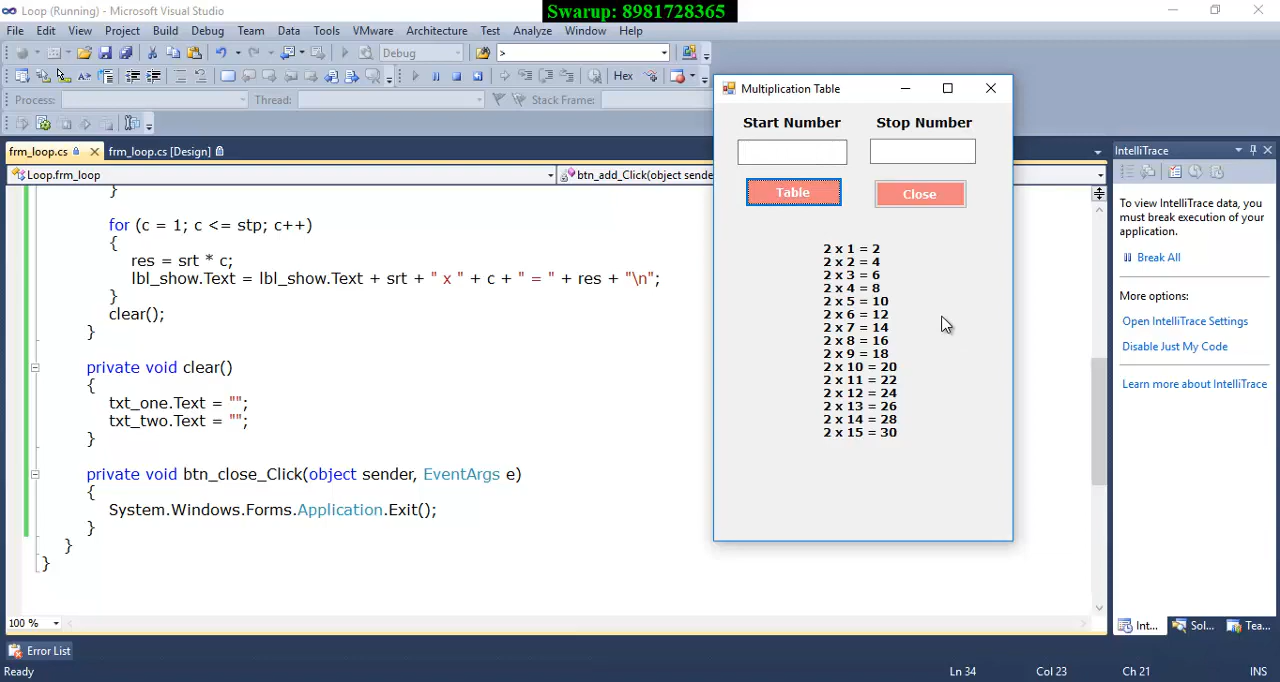 Swarup: 8981728365
Loop (Running) - Microsoft Visual Studio
File Edit View Project Build Debug Team Data Tools VMware Architecture Test Analyze Window Help
Debug
>
Hex
Process: Thread: Stack Frame:
frm_loop.cs frm_loop.cs [Design]
Loop.frm_loop btn_add_Click(object sende
}
for (c = 1; c <= stp; c++)
{
res = srt * c;
lbl_show.Text = lbl_show.Text + srt + " x " + c + " = " + res + "\n";
}
clear();
}
private void clear()
{
txt_one.Text = "";
txt_two.Text = "";
}
private void btn_close_Click(object sender, EventArgs e)
{
System.Windows.Forms.Application.Exit();
}
}
}
100 %
Error List
Ready Ln 34 Col 23 Ch 21 INS
Multiplication Table
Start Number Stop Number
Table Close
2 x 1 = 2
2 x 2 = 4
2 x 3 = 6
2 x 4 = 8
2 x 5 = 10
2 x 6 = 12
2 x 7 = 14
2 x 8 = 16
2 x 9 = 18
2 x 10 = 20
2 x 11 = 22
2 x 12 = 24
2 x 13 = 26
2 x 14 = 28
2 x 15 = 30
IntelliTrace
To view IntelliTrace data, you
must break execution of your
application.
Break All
More options:
Open IntelliTrace Settings
Disable Just My Code
Learn more about IntelliTrace
Int... Sol... Tea...